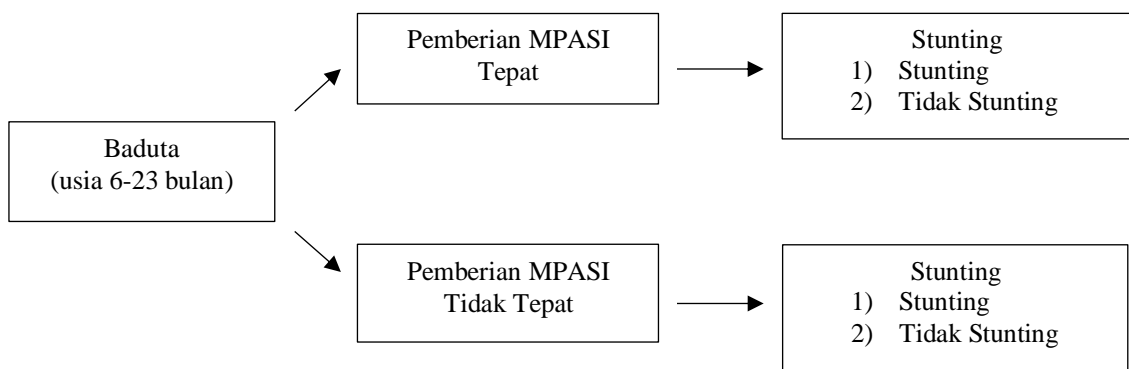 Pemberian MPASI
Tepat
Stunting
1) Stunting
2) Tidak Stunting
Baduta
(usia 6-23 bulan)
Pemberian MPASI
Tidak Tepat
Stunting
1) Stunting
2) Tidak Stunting